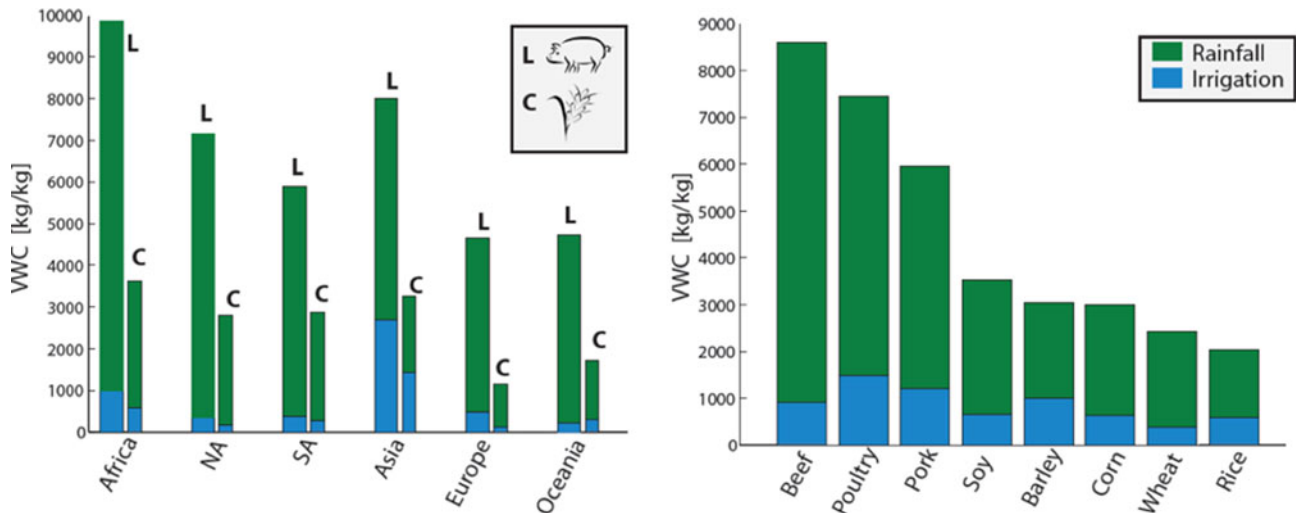 10000
9000
8000
7000
6000
5000
4000
3000
2000
1000
0
VWC [kg/kg]
L
C
L
C
L
C
L
C
L
C
L
C
Africa
NA
SA
Asia
Europe
Oceania
L
C
9000
8000
7000
6000
5000
4000
3000
2000
1000
0
VWC [kg/kg]
Rainfall
Irrigation
Beef
Poultry
Pork
Soy
Barley
Corn
Wheat
Rice